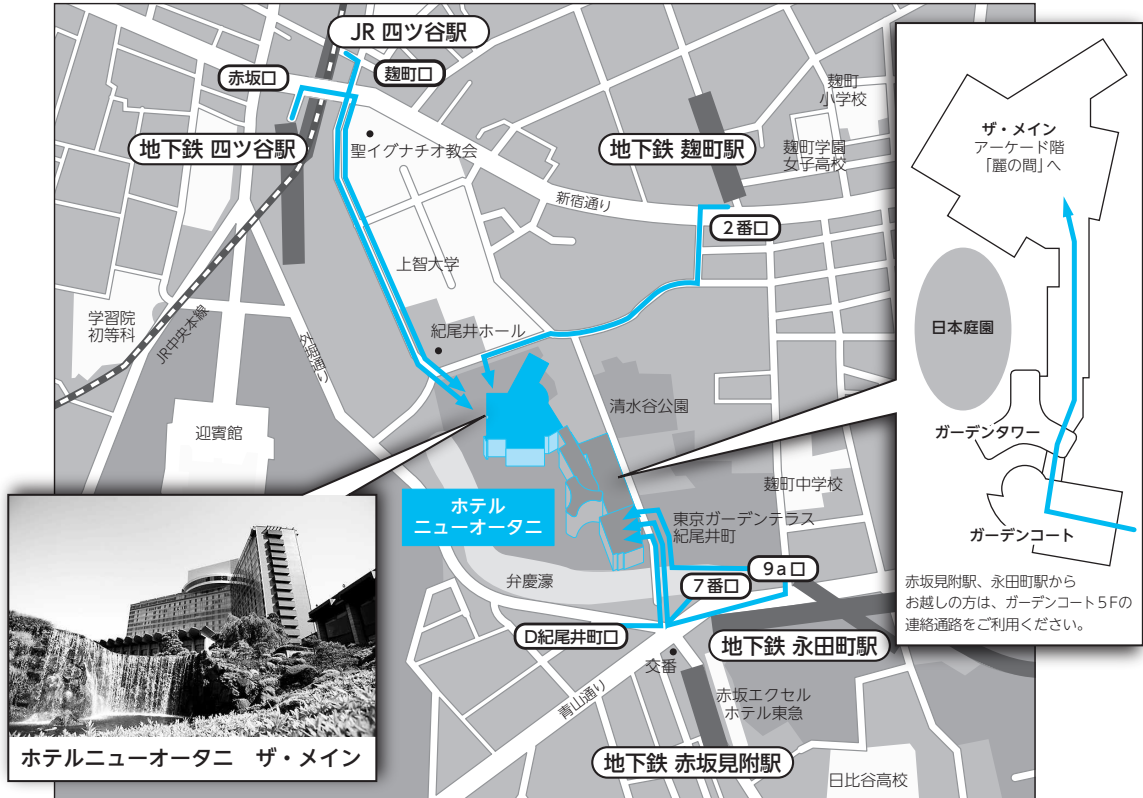 JR 四ツ谷駅
赤坂口
麹町口
地下鉄 四ツ谷駅
聖イグナチオ教会
地下鉄 麹町駅
麹町
小学校
麹町学園
女子高校
新宿通り
2番口
上智大学
学習院
初等科
JR中央本線
外堀通り
紀尾井ホール
清水谷公園
迎賓館
ホテル
ニューオータニ
麹町中学校
東京ガーデンテラス
紀尾井町
弁慶濠
9a口
7番口
D紀尾井町口
地下鉄 永田町駅
交番
青山通り
赤坂エクセル
ホテル東急
地下鉄 赤坂見附駅
日比谷高校
ホテルニューオータニ ザ・メイン
ザ・メイン
アーケード階
「麗の間」へ
日本庭園
ガーデンタワー
ガーデンコート
赤坂見附駅、永田町駅から
お越しの方は、ガーデンコート5Fの
連絡通路をご利用ください。